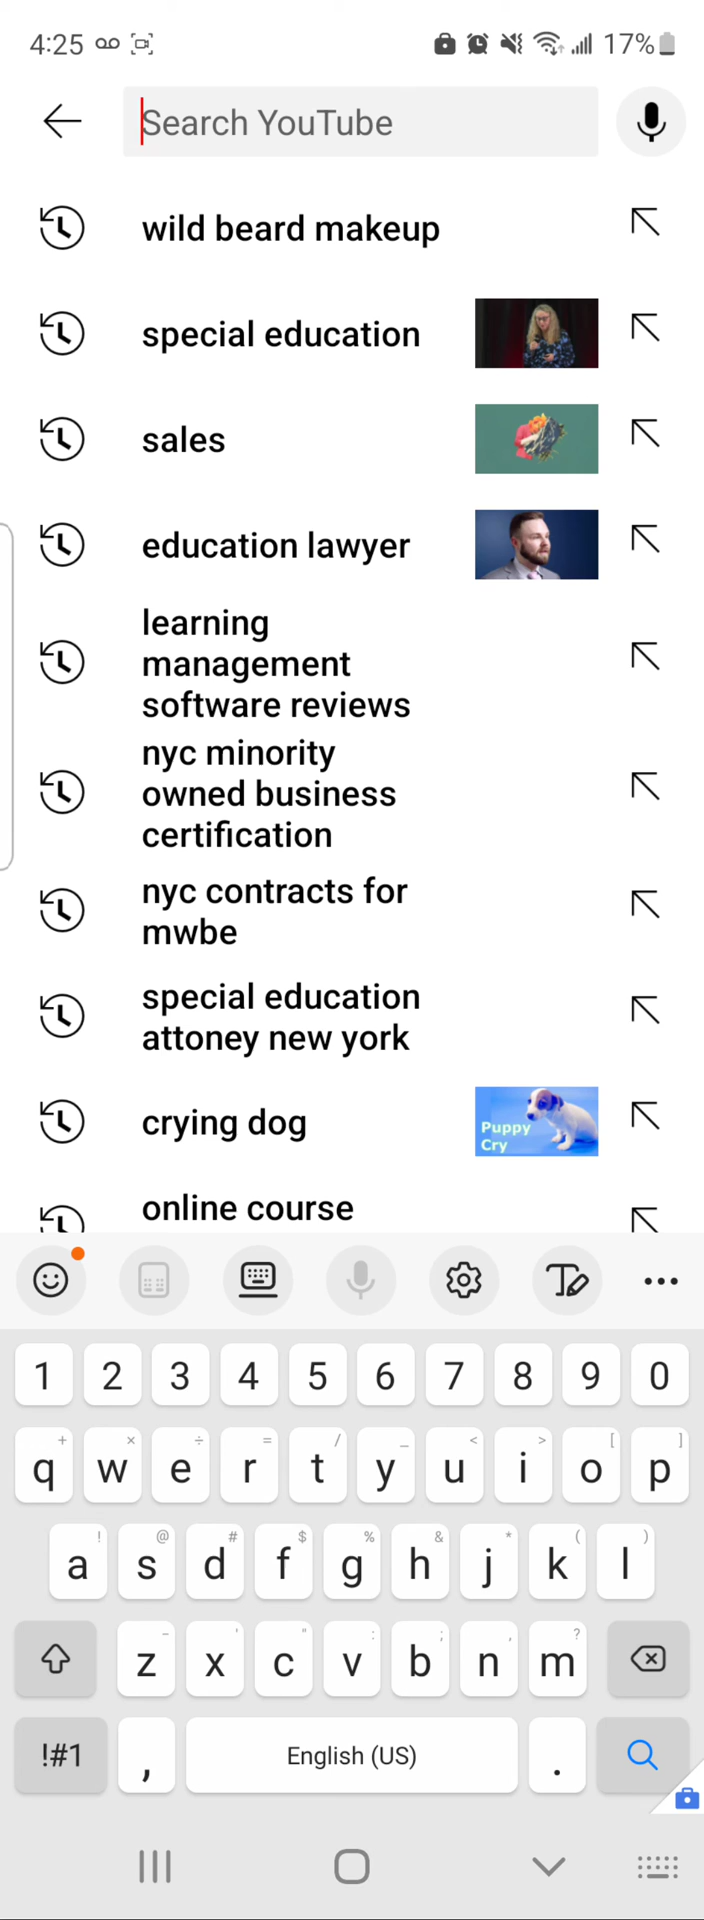 4:25
17%
Search YouTube
wild beard makeup
special education
sales
education lawyer
learning
management
software reviews
nyc minority
owned business
certification
nyc contracts for
mwbe
special education
attoney new york
crying dog
Puppy
Cry
online course
1 2 3 4 5 6 7 8 9 0
+ × ÷ = / _ < > [ ]
q w e r t y u i o p
! @ # $ % & * ( )
a s d f g h j k l
- ' " : ; , ?
z x c v b n m
!#1 , English (US) .